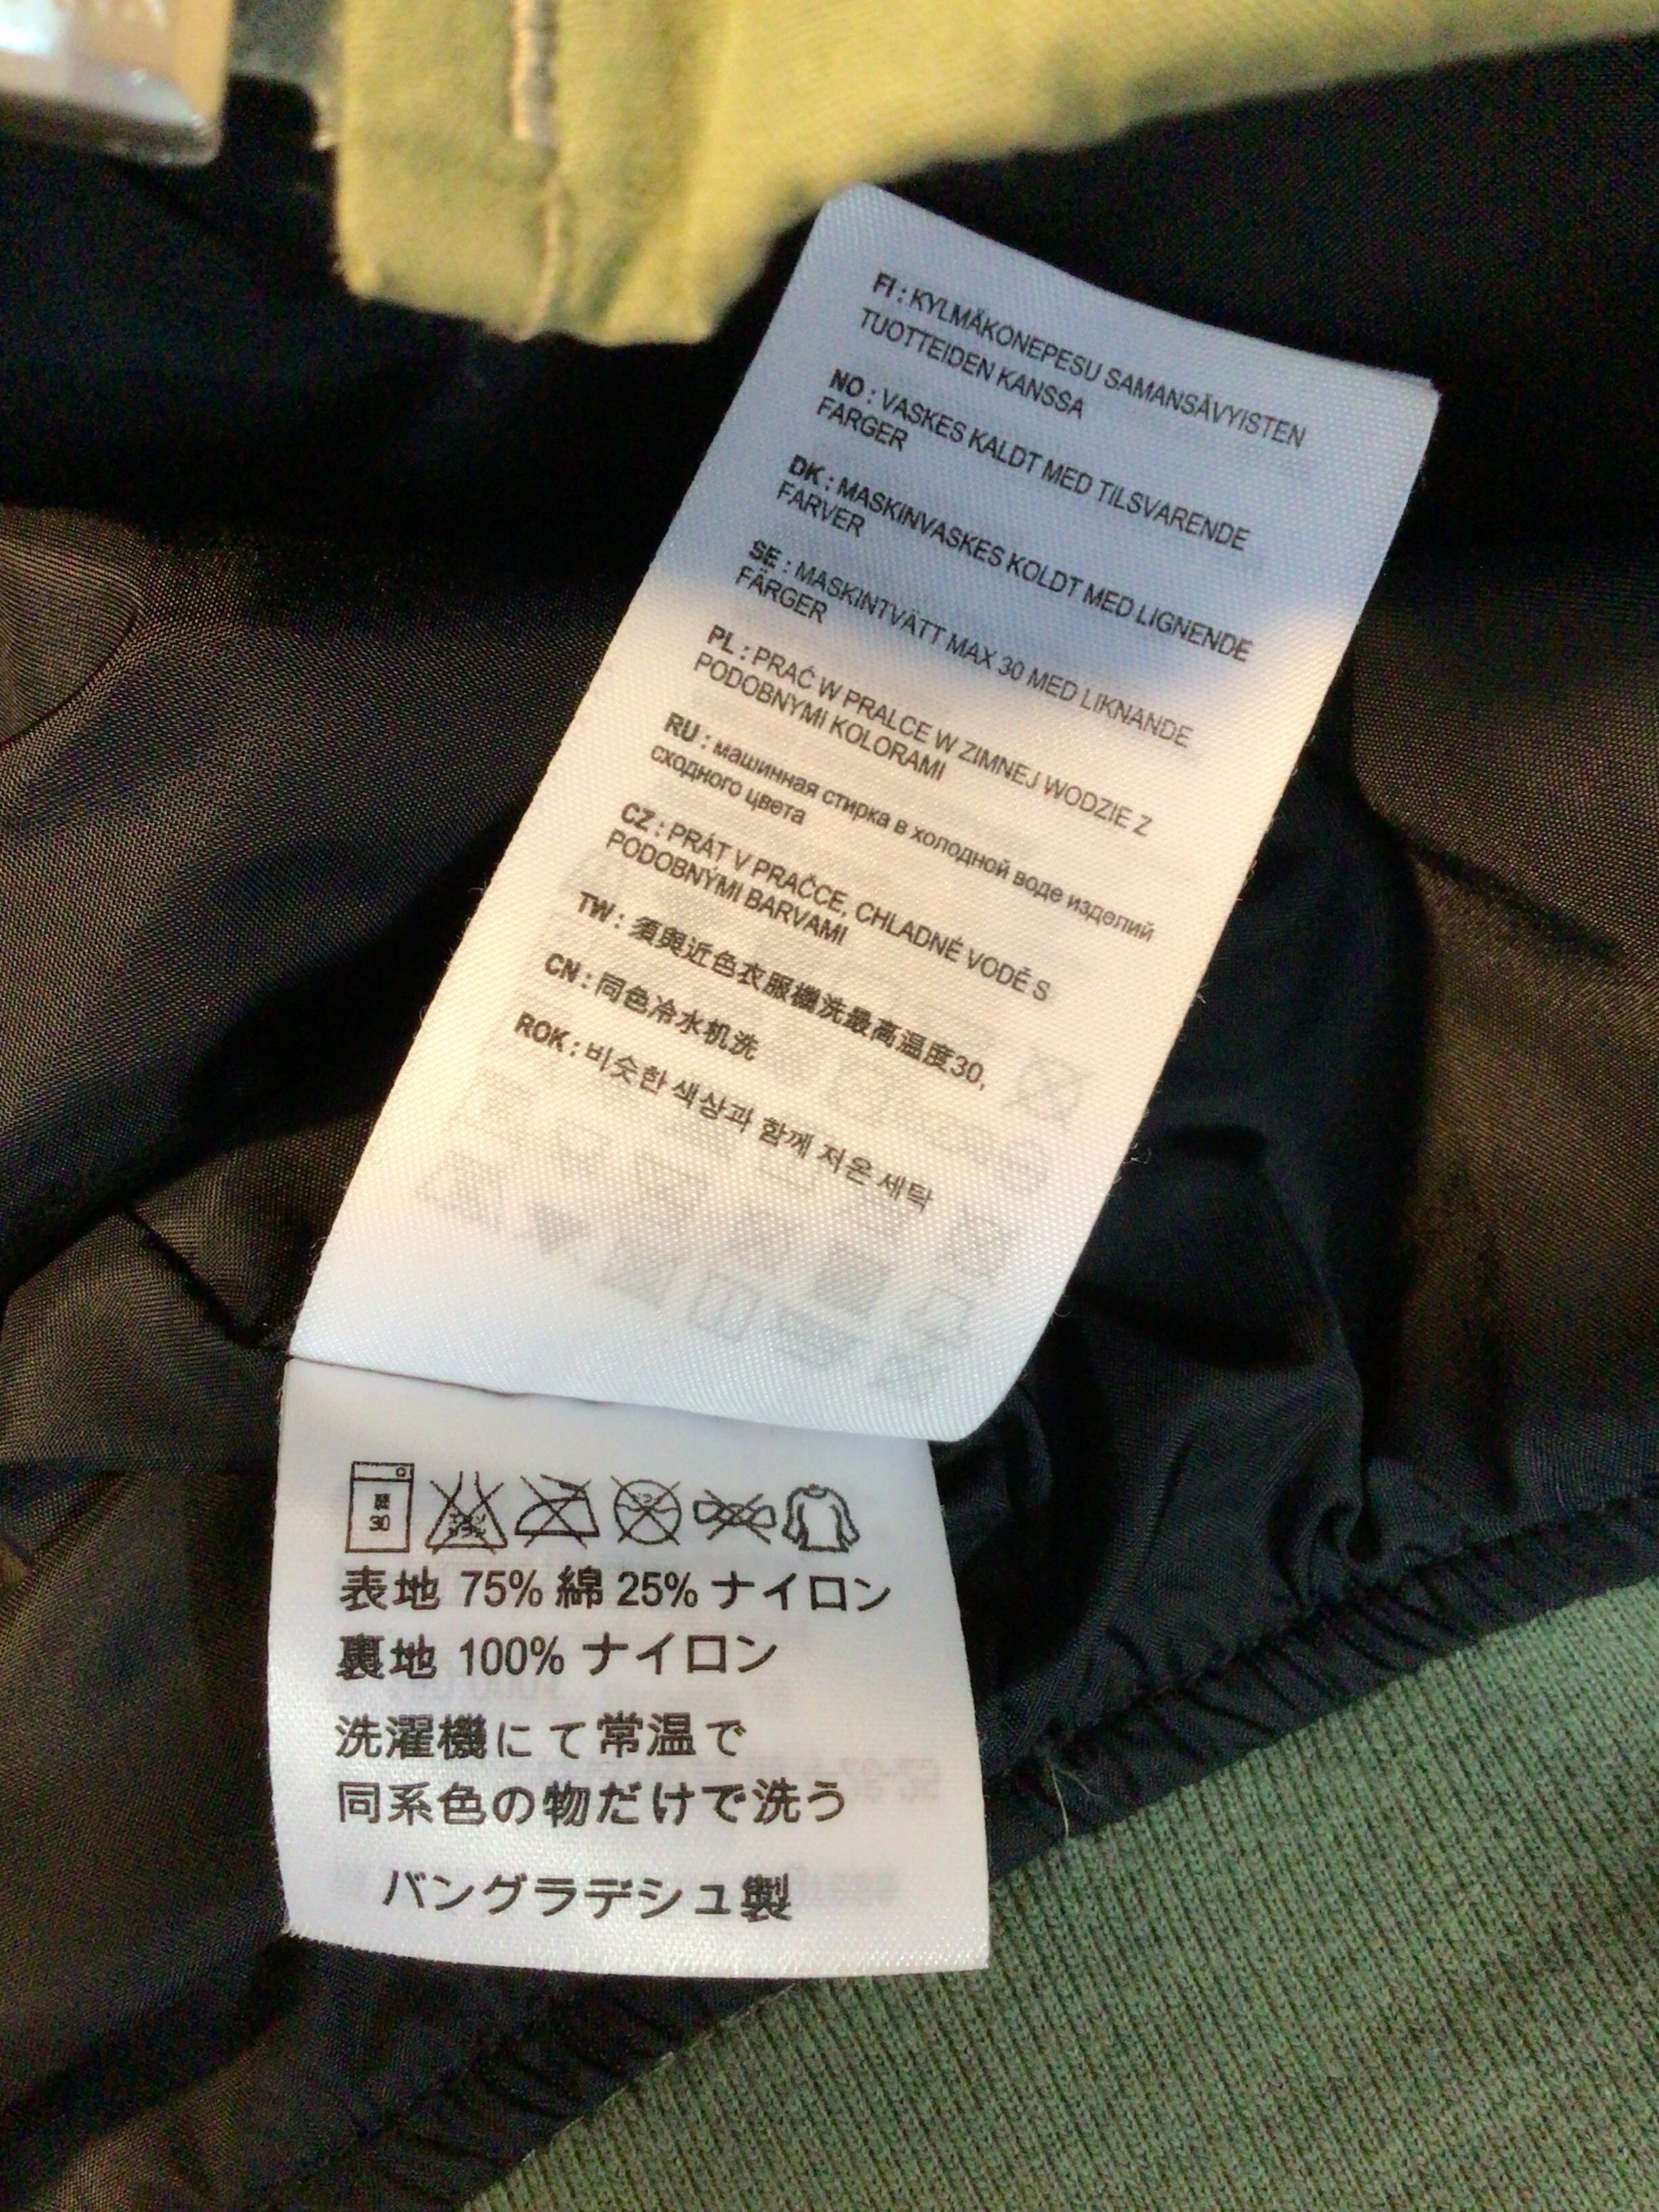 FI : KYLMÄKONEPESU SAMANSÄVYISTEN
TUOTTEIDEN KANSSA
NO : VASKES KALDT MED TILSVARENDE
FARGER
DK : MASKINVASKES KOLDT MED LIGNENDE
FARVER
SE : MASKINTVÄTT MAX 30 MED LIKNANDE
FÄRGER
PL : PRAĆ W PRALCE W ZIMNEJ WODZIE Z
PODOBNYMI KOLORAMI
RU : машинная стирка в холодной воде изделий
сходного цвета
CZ : PRÁT V PRAČCE, CHLADNÉ VODĚ S
PODOBNÝMI BARVAMI
TW : 須與近色衣服機洗最高溫度30,
CN : 同色冷水机洗
ROK : 비슷한 색상과 함께 저온 세탁
30
表地 75% 綿 25% ナイロン
裏地 100% ナイロン
洗濯機にて常温で
同系色の物だけで洗う
バングラデシュ製